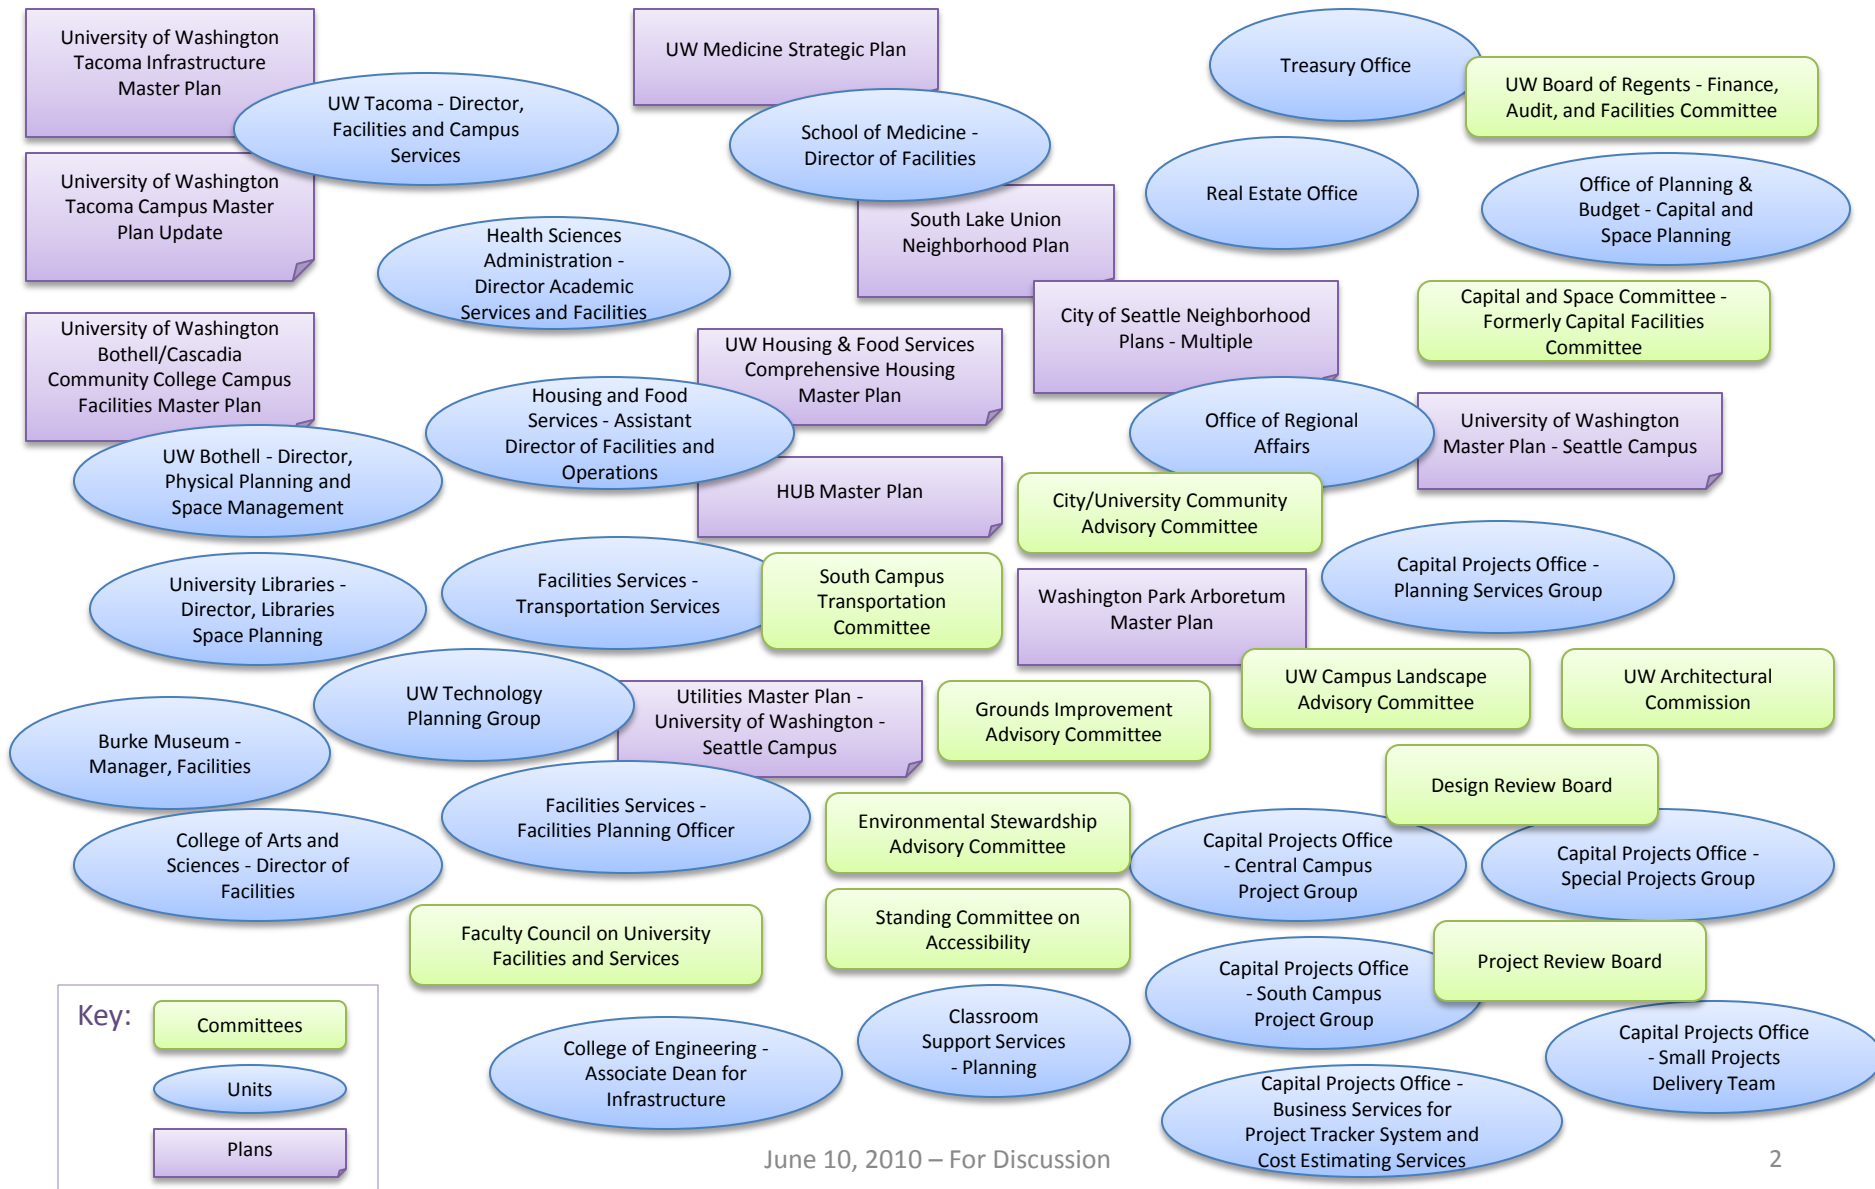 University of Washington
Tacoma Infrastructure
Master Plan
UW Tacoma - Director,
Facilities and Campus
Services
University of Washington
Tacoma Campus Master
Plan Update
UW Medicine Strategic Plan
School of Medicine -
Director of Facilities
South Lake Union
Neighborhood Plan
Treasury Office
UW Board of Regents - Finance,
Audit, and Facilities Committee
Real Estate Office
Office of Planning &
Budget - Capital and
Space Planning
Health Sciences
Administration -
Director Academic
Services and Facilities
City of Seattle Neighborhood
Plans - Multiple
Capital and Space Committee -
Formerly Capital Facilities
Committee
University of Washington
Bothell/Cascadia
Community College Campus
Facilities Master Plan
UW Housing & Food Services
Comprehensive Housing
Master Plan
Housing and Food
Services - Assistant
Director of Facilities and
Operations
Office of Regional
Affairs
University of Washington
Master Plan - Seattle Campus
UW Bothell - Director,
Physical Planning and
Space Management
HUB Master Plan
City/University Community
Advisory Committee
University Libraries -
Director, Libraries
Space Planning
Facilities Services -
Transportation Services
South Campus
Transportation
Committee
Washington Park Arboretum
Master Plan
Capital Projects Office -
Planning Services Group
UW Technology
Planning Group
Utilities Master Plan -
University of Washington -
Seattle Campus
Grounds Improvement
Advisory Committee
UW Campus Landscape
Advisory Committee
UW Architectural
Commission
Burke Museum -
Manager, Facilities
Facilities Services -
Facilities Planning Officer
Design Review Board
College of Arts and
Sciences - Director of
Facilities
Environmental Stewardship
Advisory Committee
Capital Projects Office
- Central Campus
Project Group
Capital Projects Office -
Special Projects Group
Faculty Council on University
Facilities and Services
Standing Committee on
Accessibility
Capital Projects Office
- South Campus
Project Group
Project Review Board
Key:
Committees
Units
Plans
College of Engineering -
Associate Dean for
Infrastructure
Classroom
Support Services
- Planning
Capital Projects Office -
Business Services for
Project Tracker System and
Cost Estimating Services
Capital Projects Office
- Small Projects
Delivery Team
June 10, 2010 – For Discussion
2